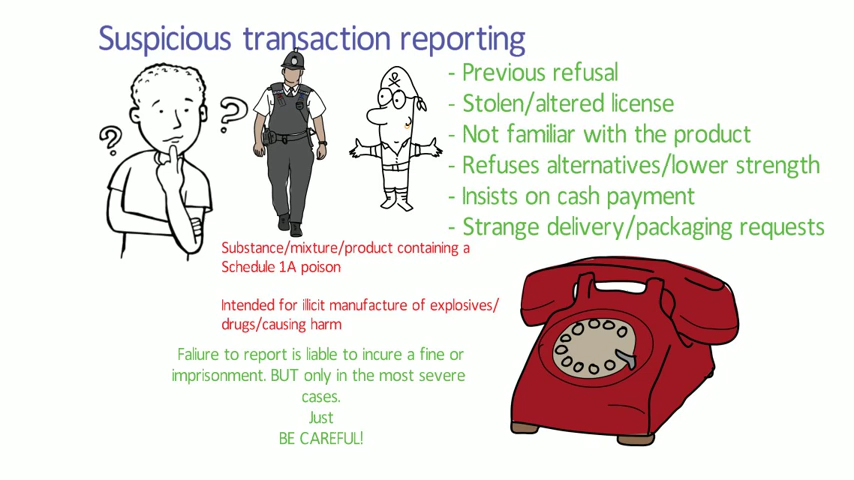 Suspicious transaction reporting
- Previous refusal
- Stolen/altered license
- Not familiar with the product
- Refuses alternatives/lower strength
- Insists on cash payment
- Strange delivery/packaging requests
Substance/mixture/product containing a
Schedule 1A poison
Intended for illicit manufacture of explosives/
drugs/causing harm
Faliure to report is liable to incure a fine or
imprisonment. BUT only in the most severe
cases.
Just
BE CAREFUL!